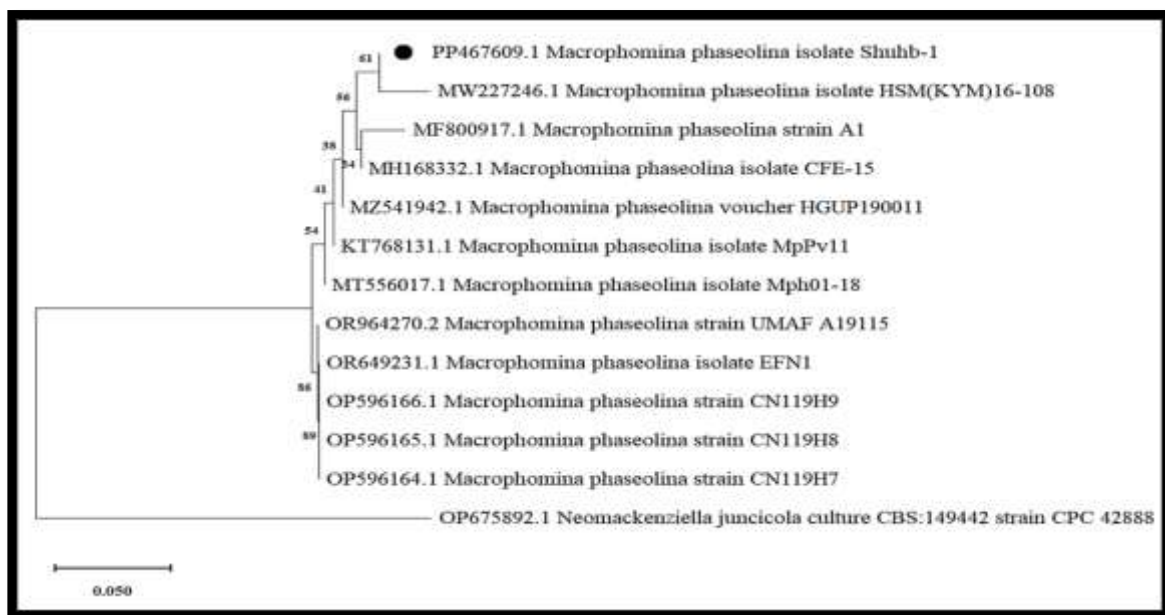 PP467609.1 Macrophomina phaseolina isolate Shuhb-1
61
MW227246.1 Macrophomina phaseolina isolate HSM(KYM)16-108
56
MF800917.1 Macrophomina phaseolina strain A1
38
34
MH168332.1 Macrophomina phaseolina isolate CFE-15
41
MZ541942.1 Macrophomina phaseolina voucher HGUP190011
54
KT768131.1 Macrophomina phaseolina isolate MpPv11
MT556017.1 Macrophomina phaseolina isolate Mph01-18
OR964270.2 Macrophomina phaseolina strain UMAF A19115
OR649231.1 Macrophomina phaseolina isolate EFN1
86
OP596166.1 Macrophomina phaseolina strain CN119H9
89
OP596165.1 Macrophomina phaseolina strain CN119H8
OP596164.1 Macrophomina phaseolina strain CN119H7
OP675892.1 Neomackenziella juncicola culture CBS:149442 strain CPC 42888
0.050